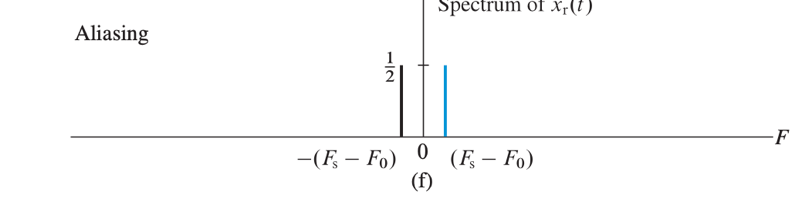 Spectrum of xᵣ(t)
Aliasing
1/2
F
−(Fₛ − F₀) 0 (Fₛ − F₀)
(f)